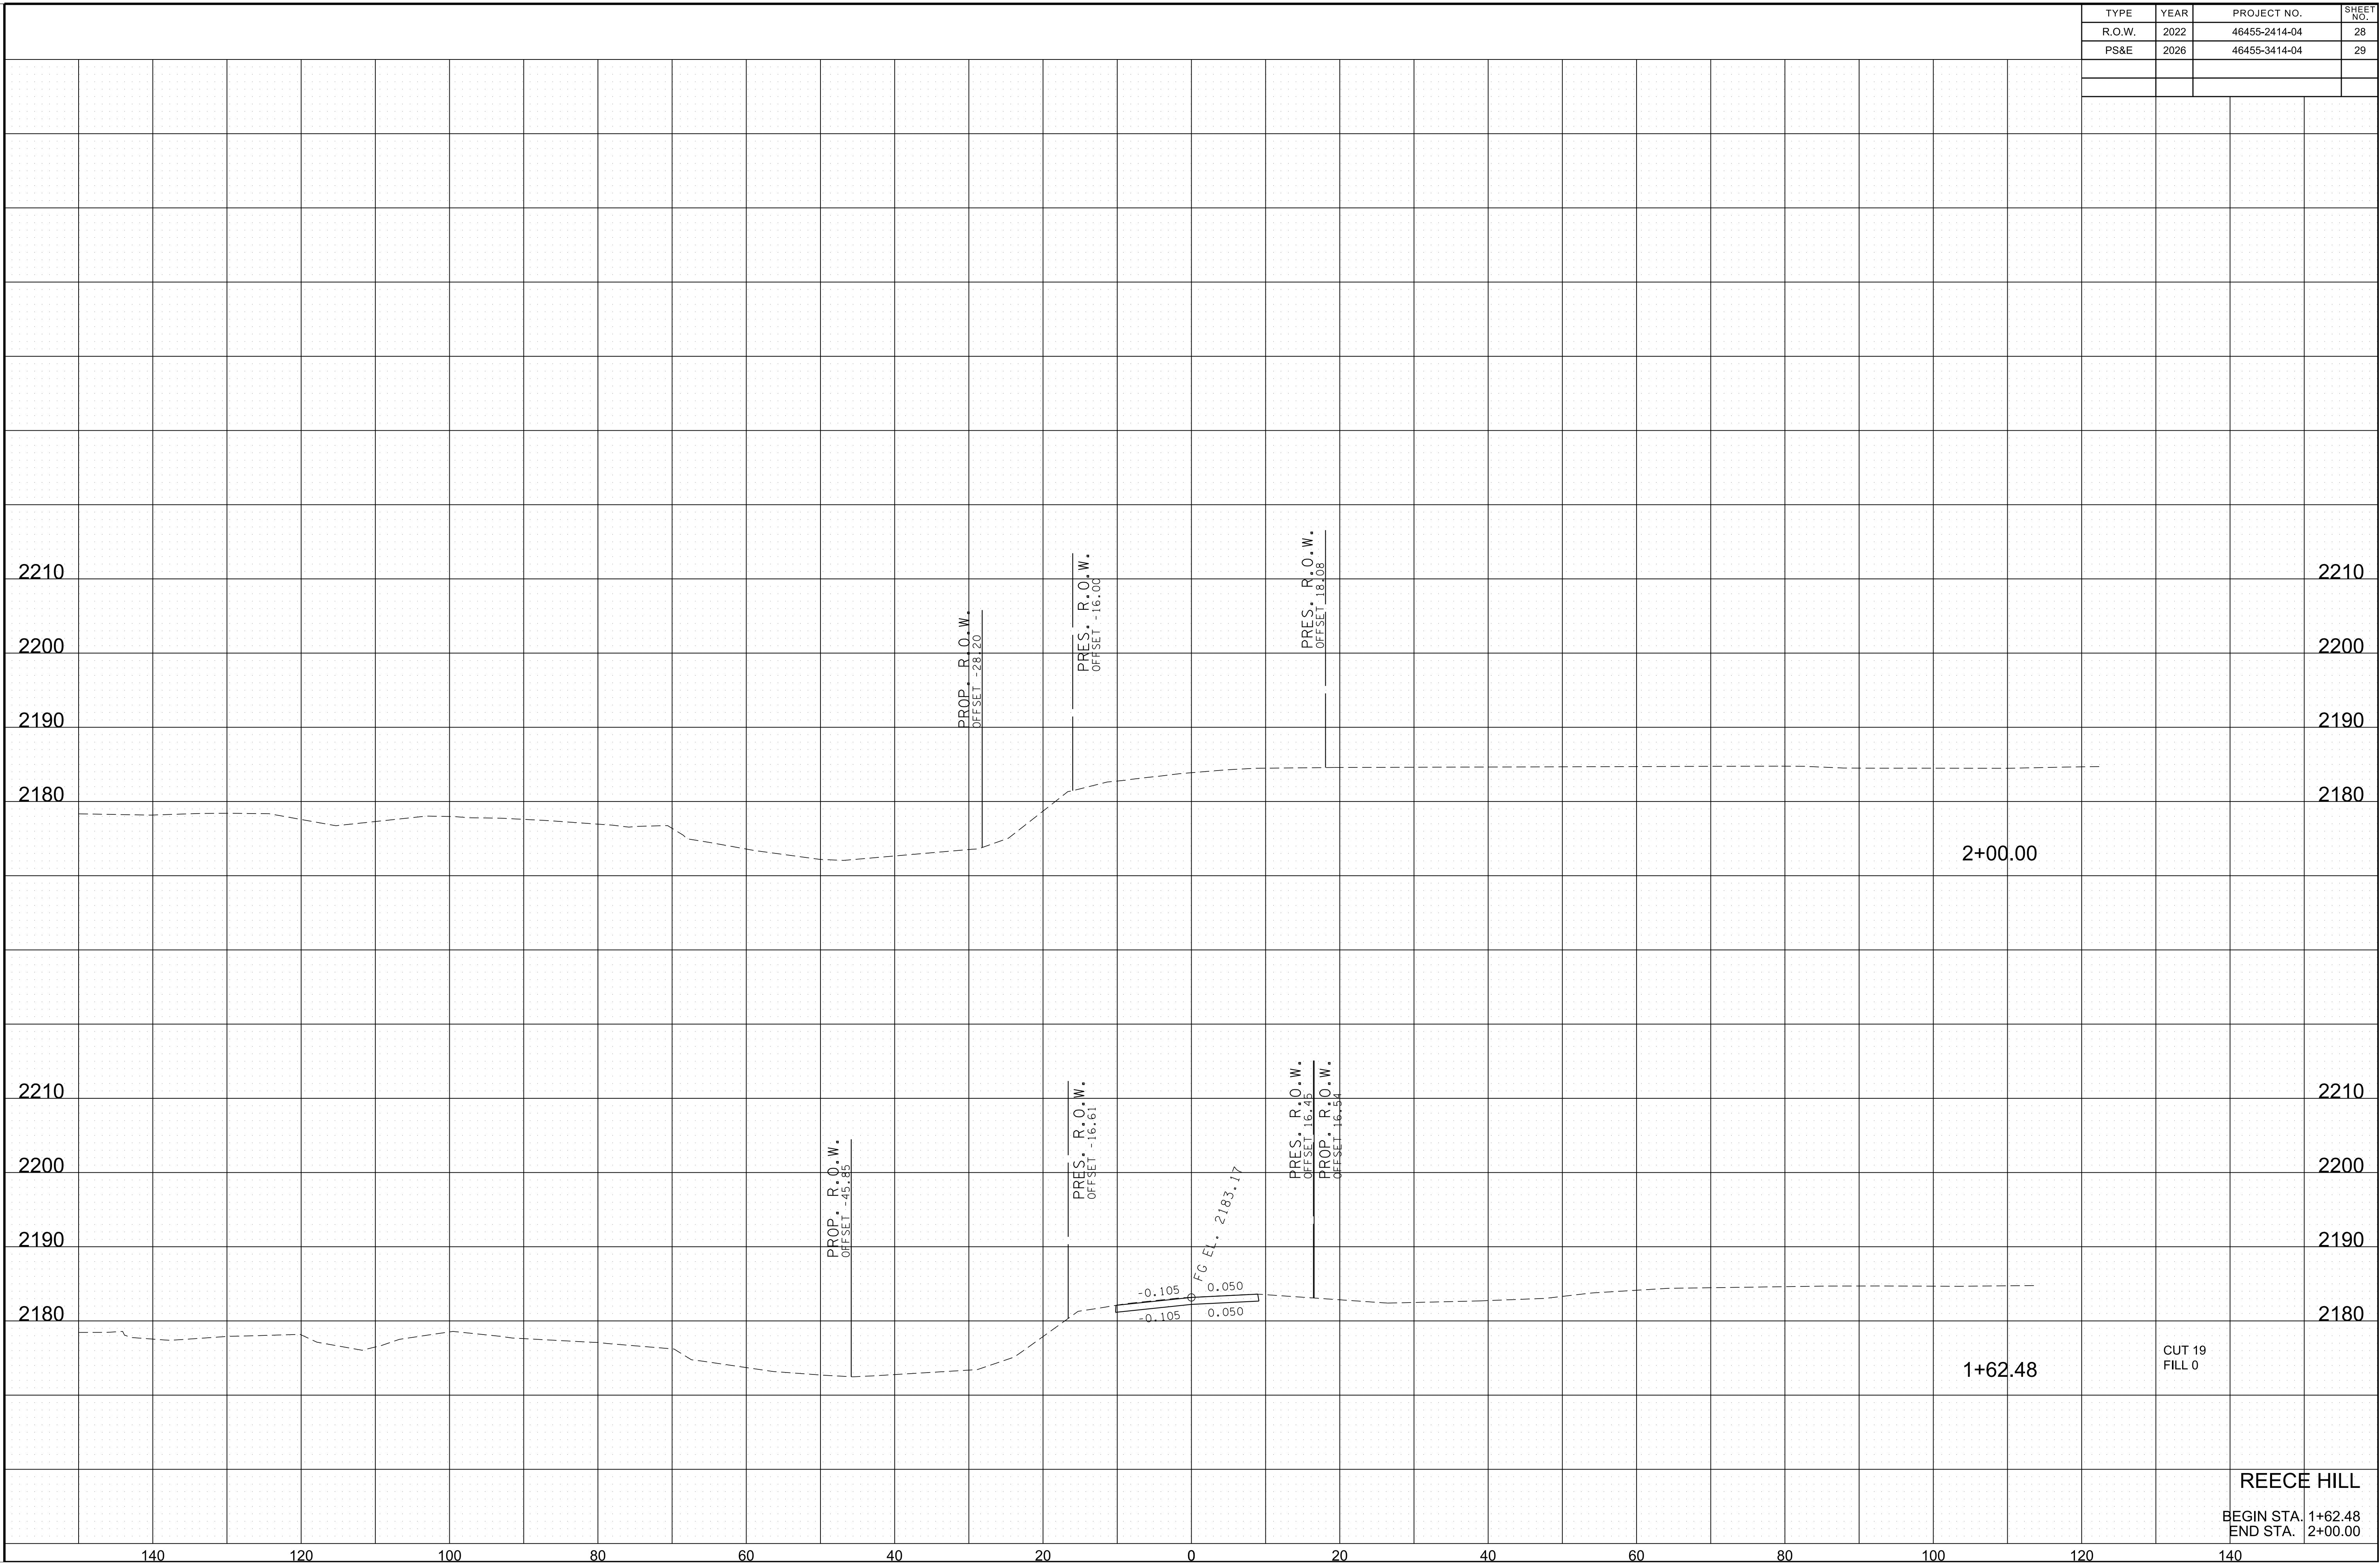 TYPE YEAR PROJECT NO. SHEET NO.
R.O.W. 2022 46455-2414-04 28
PS&E 2026 46455-3414-04 29
PRES. R.O.W.
OFFSET 18.08
PRES. R.O.W.
OFFSET -16.00
PROP. R.O.W.
OFFSET -28.20
2210 2210
2200 2200
2190 2190
2180 2180
2+00.00
PRES. R.O.W.
OFFSET 16.45
PROP. R.O.W.
OFFSET 16.54
PRES. R.O.W.
OFFSET -16.61
PROP. R.O.W.
OFFSET -45.85
FG EL. 2183.17
2210 2210
2200 2200
2190 2190
-0.105 0.050
2180 2180
-0.105 0.050
CUT 19
FILL 0
1+62.48
REECE HILL
BEGIN STA. 1+62.48
END STA. 2+00.00
140 120 100 80 60 40 20 0 20 40 60 80 100 120 140